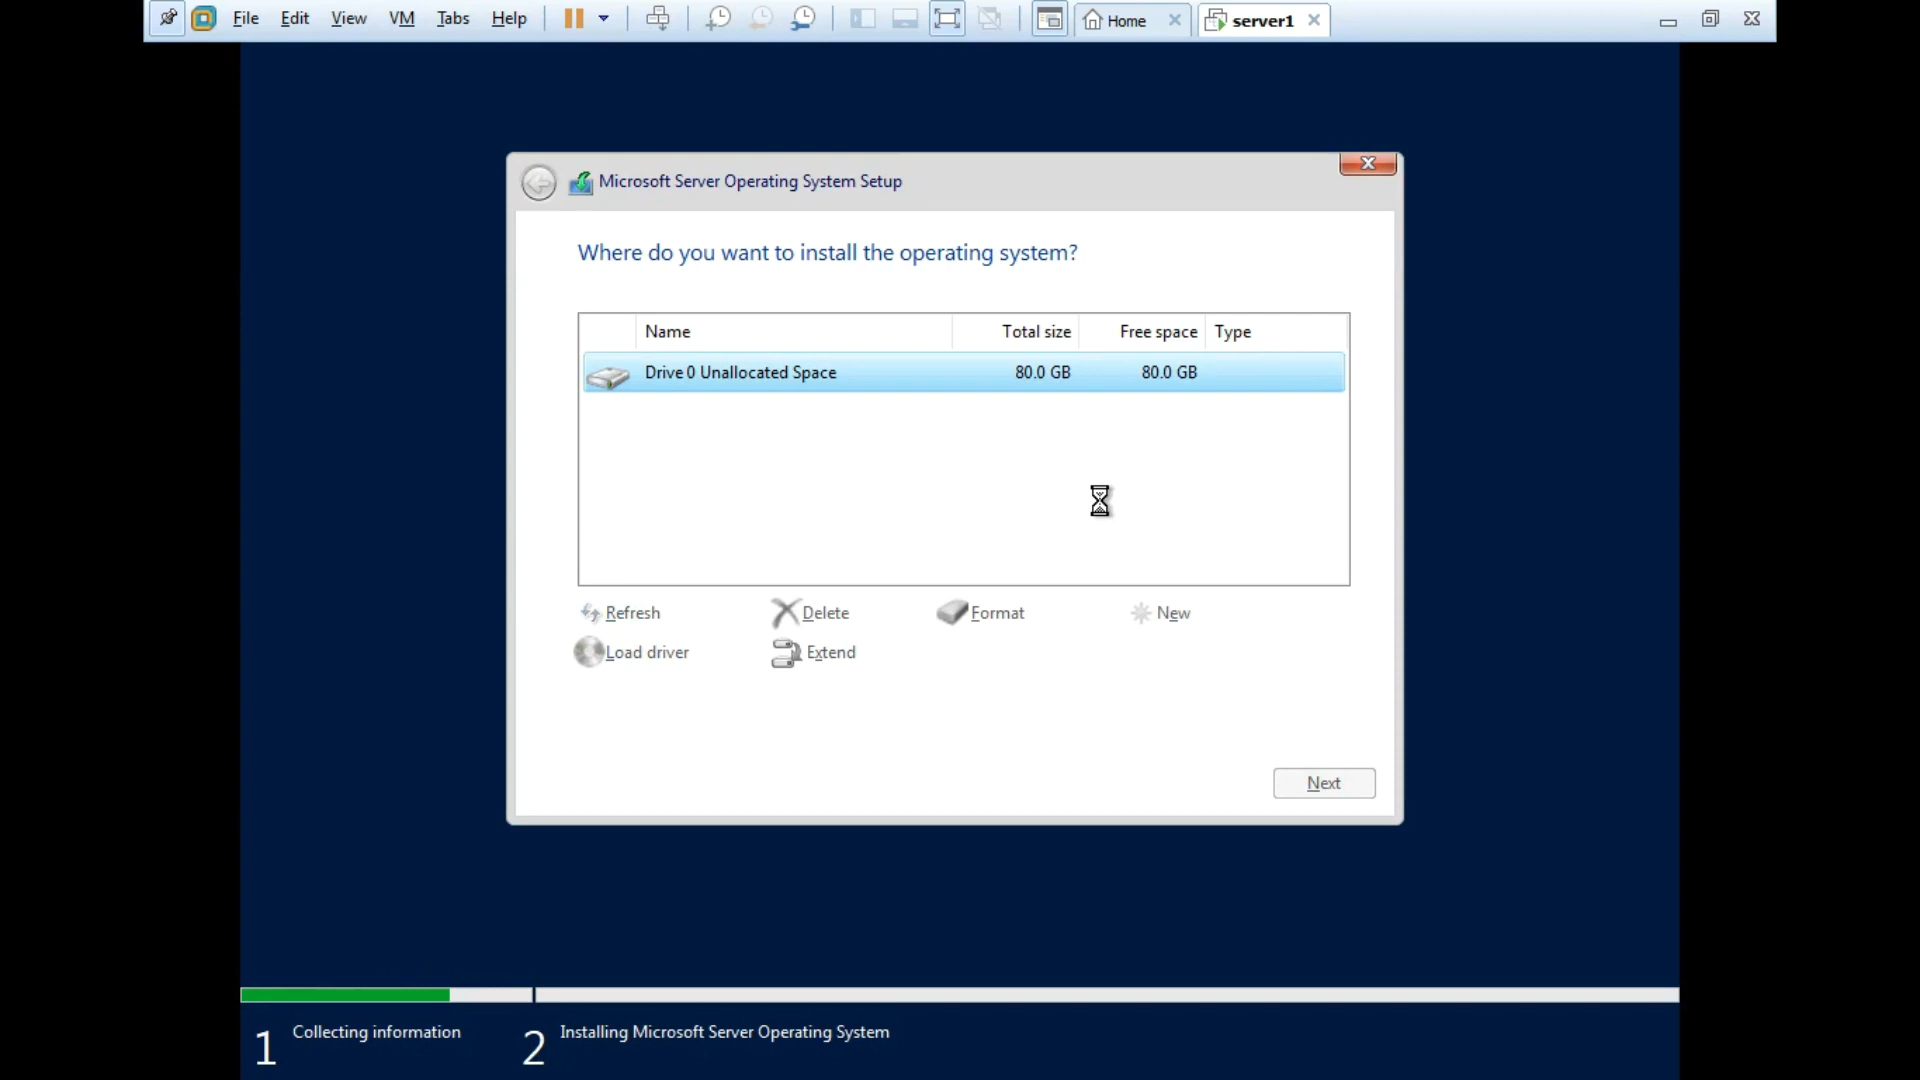 File Edit View VM Tabs Help Home server1
Microsoft Server Operating System Setup
Where do you want to install the operating system?
Name Total size Free space Type
Drive 0 Unallocated Space 80.0 GB 80.0 GB
Refresh Delete Format New
Load driver Extend
Next
1 Collecting information 2 Installing Microsoft Server Operating System